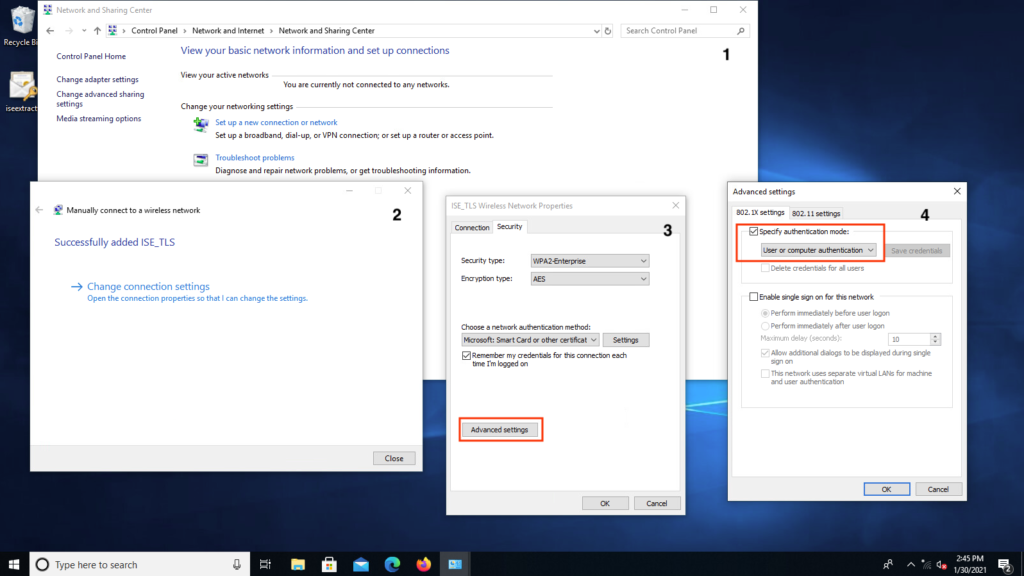 Recycle Bi
iseextract
Network and Sharing Center
Control Panel > Network and Internet > Network and Sharing Center
Search Control Panel
1
Control Panel Home
Change adapter settings
Change advanced sharing
settings
Media streaming options
View your basic network information and set up connections
View your active networks
You are currently not connected to any networks.
Change your networking settings
Set up a new connection or network
Set up a broadband, dial-up, or VPN connection; or set up a router or access point.
Troubleshoot problems
Diagnose and repair network problems, or get troubleshooting information.
Manually connect to a wireless network
2
Successfully added ISE_TLS
Change connection settings
Open the connection properties so that I can change the settings.
Close
ISE_TLS Wireless Network Properties
3
Connection Security
Security type: WPA2-Enterprise
Encryption type: AES
Choose a network authentication method:
Microsoft: Smart Card or other certificat Settings
Remember my credentials for this connection each
time I'm logged on
Advanced settings
OK Cancel
Advanced settings
802.1X settings 802.11 settings
4
Specify authentication mode:
User or computer authentication Save credentials
Delete credentials for all users
Enable single sign on for this network
Perform immediately before user logon
Perform immediately after user logon
Maximum delay (seconds): 10
Allow additional dialogs to be displayed during single
sign on
This network uses separate virtual LANs for machine
and user authentication
OK Cancel
Type here to search
2:45 PM
1/30/2021
2